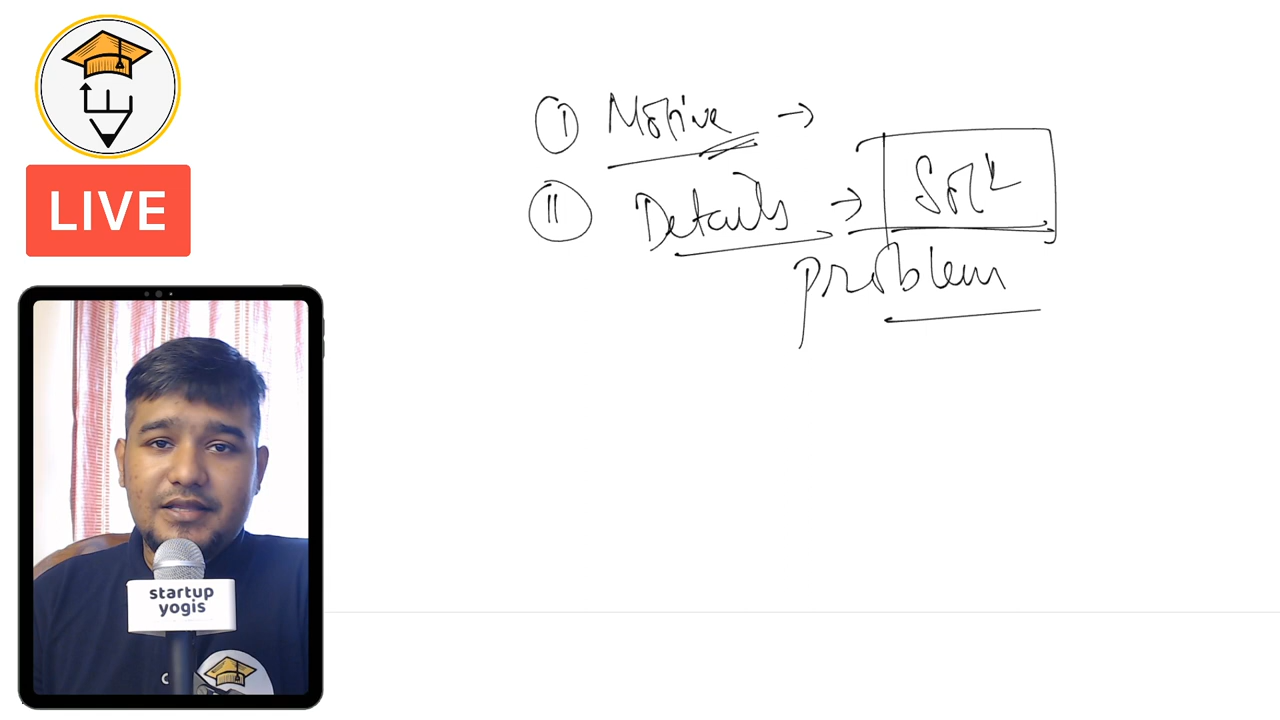 LIVE
startup
yogis
I Motive →
II Details → Solⁿ
problem